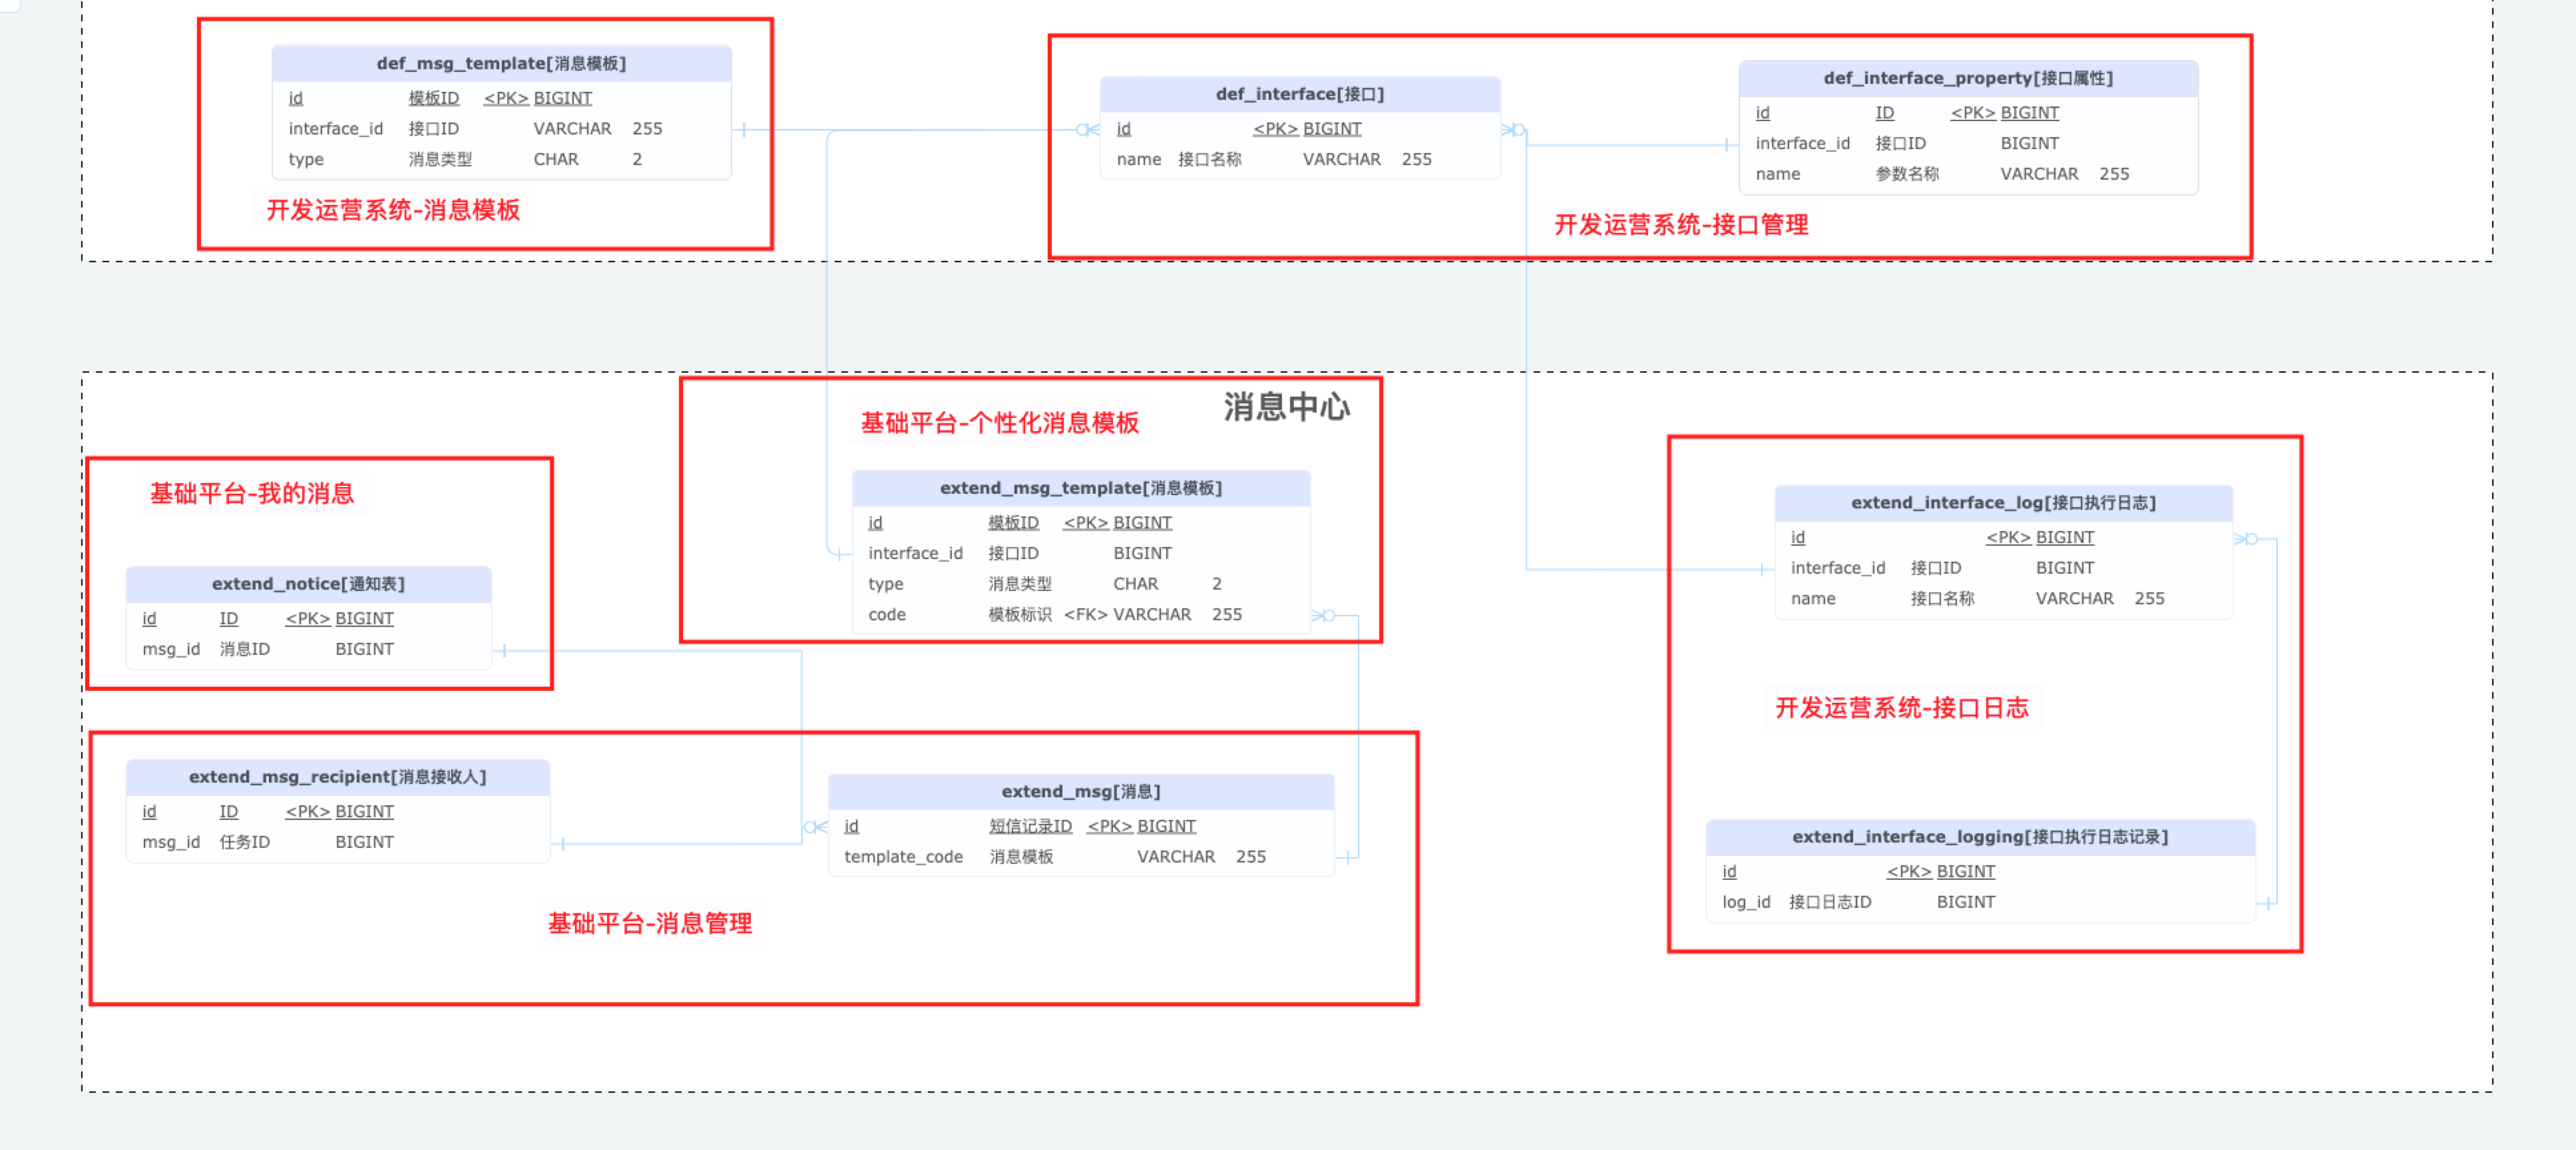 def_msg_template[消息模板]
id 模板ID <PK> BIGINT
interface_id 接口ID VARCHAR 255
type 消息类型 CHAR 2
开发运营系统-消息模板
def_interface[接口]
id <PK> BIGINT
name 接口名称 VARCHAR 255
def_interface_property[接口属性]
id ID <PK> BIGINT
interface_id 接口ID BIGINT
name 参数名称 VARCHAR 255
开发运营系统-接口管理
消息中心
基础平台-个性化消息模板
extend_msg_template[消息模板]
id 模板ID <PK> BIGINT
interface_id 接口ID BIGINT
type 消息类型 CHAR 2
code 模板标识 <FK> VARCHAR 255
基础平台-我的消息
extend_notice[通知表]
id ID <PK> BIGINT
msg_id 消息ID BIGINT
extend_interface_log[接口执行日志]
id <PK> BIGINT
interface_id 接口ID BIGINT
name 接口名称 VARCHAR 255
开发运营系统-接口日志
extend_msg_recipient[消息接收人]
id ID <PK> BIGINT
msg_id 任务ID BIGINT
extend_msg[消息]
id 短信记录ID <PK> BIGINT
template_code 消息模板 VARCHAR 255
基础平台-消息管理
extend_interface_logging[接口执行日志记录]
id <PK> BIGINT
log_id 接口日志ID BIGINT